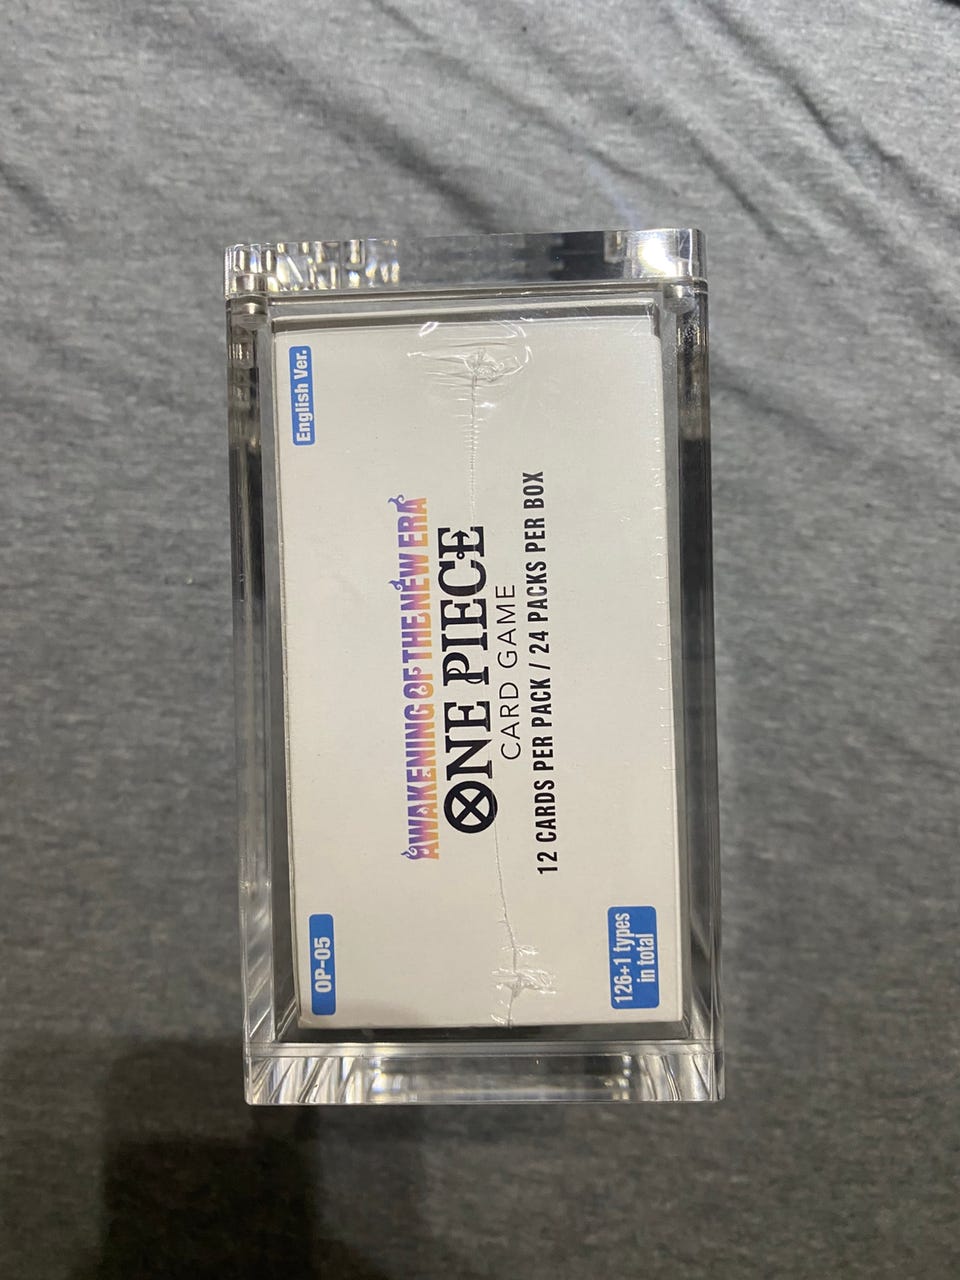 OP-05
English Ver.
AWAKENING OF THE NEW ERA
ONE PIECE
CARD GAME
12 CARDS PER PACK / 24 PACKS PER BOX
126+1 types
in total